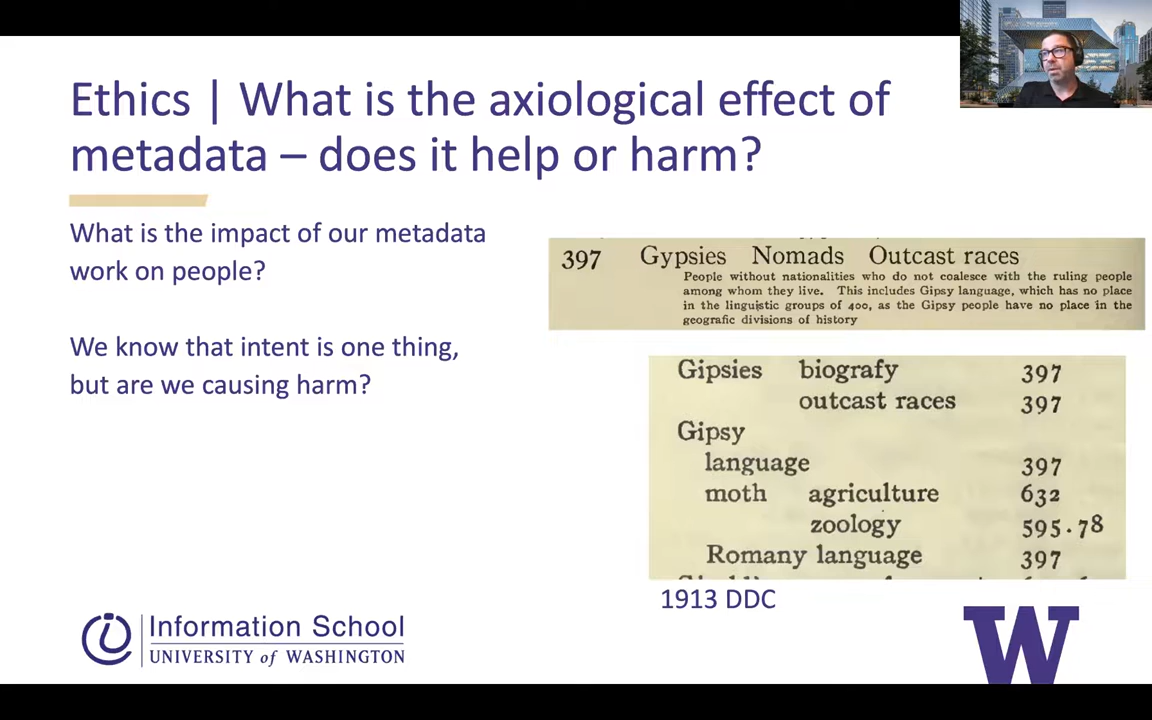 Ethics | What is the axiological effect of
metadata – does it help or harm?
What is the impact of our metadata
work on people?
We know that intent is one thing,
but are we causing harm?
397 Gypsies Nomads Outcast races
People without nationalities who do not coalesce with the ruling people
among whom they live. This includes Gipsy language, which has no place
in the linguistic groups of 400, as the Gipsy people have no place in the
geografic divisions of history
Gipsies biografy 397
outcast races 397
Gipsy
language 397
moth agriculture 632
zoology 595.78
Romany language 397
1913 DDC
Information School
UNIVERSITY of WASHINGTON
W